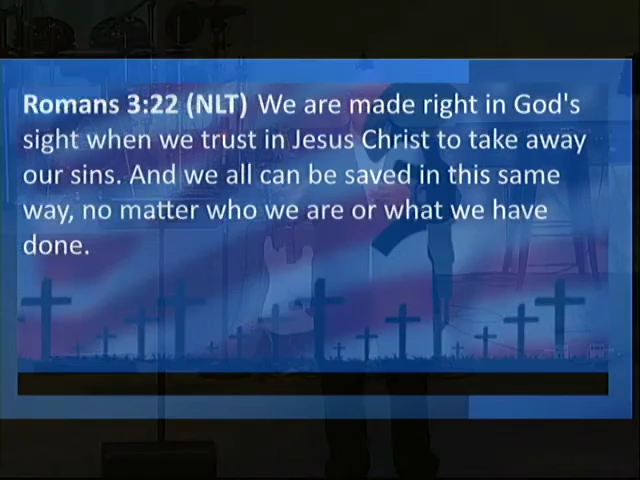 Romans 3:22 (NLT) We are made right in God's
sight when we trust in Jesus Christ to take away
our sins. And we all can be saved in this same
way, no matter who we are or what we have
done.